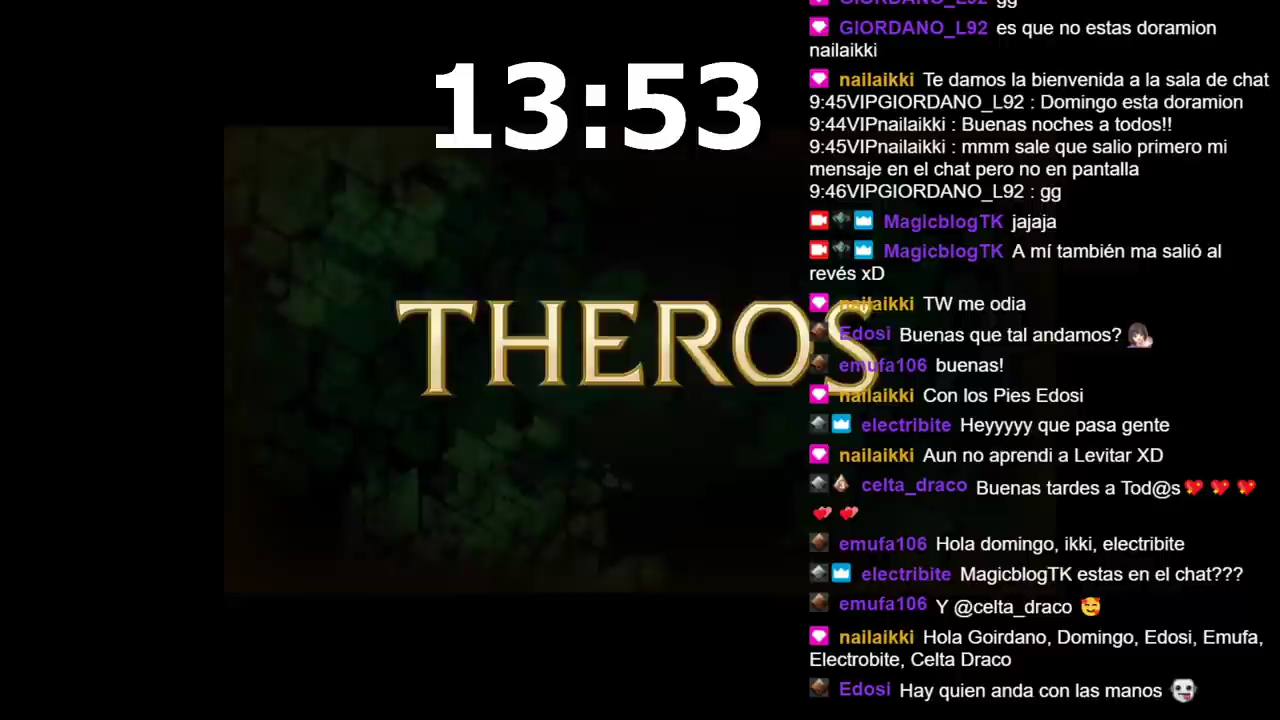 GIORDANO_L92 gg
13:53
GIORDANO_L92 es que no estas doramion
nailaikki
nailaikki Te damos la bienvenida a la sala de chat
9:45VIPGIORDANO_L92 : Domingo esta doramion
9:44VIPnailaikki : Buenas noches a todos!!
9:45VIPnailaikki : mmm sale que salio primero mi
mensaje en el chat pero no en pantalla
9:46VIPGIORDANO_L92 : gg
MagicblogTK jajaja
MagicblogTK A mí también ma salió al
revés xD
THEROS
nailaikki TW me odia
Edosi Buenas que tal andamos?
emufa106 buenas!
nailaikki Con los Pies Edosi
electribite Heyyyyy que pasa gente
nailaikki Aun no aprendi a Levitar XD
celta_draco Buenas tardes a Tod@s💖 💖 💖
💕 💕
emufa106 Hola domingo, ikki, electribite
electribite MagicblogTK estas en el chat???
emufa106 Y @celta_draco 🥰
nailaikki Hola Goirdano, Domingo, Edosi, Emufa,
Electrobite, Celta Draco
Edosi Hay quien anda con las manos